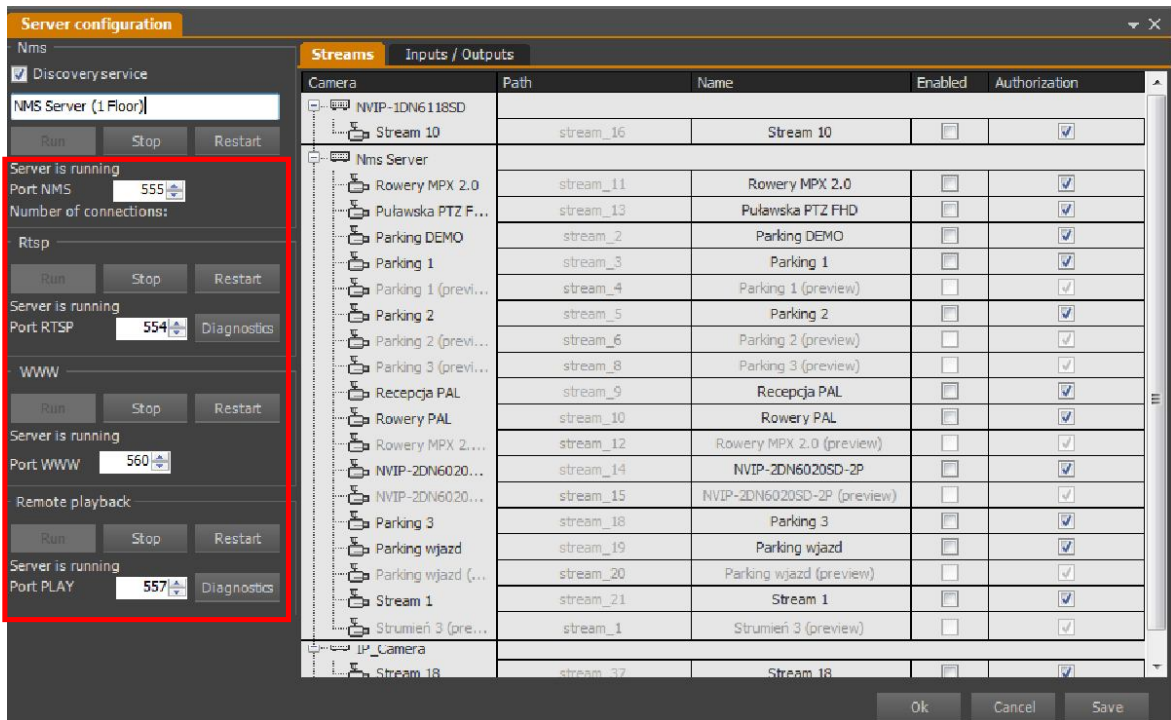 Server configuration
Nms
Discovery service
NMS Server (1 Floor)
Run Stop Restart
Server is running
Port NMS 555
Number of connections:
Rtsp
Run Stop Restart
Server is running
Port RTSP 554 Diagnostics
WWW
Run Stop Restart
Server is running
Port WWW 560
Remote playback
Run Stop Restart
Server is running
Port PLAY 557 Diagnostics
Streams Inputs / Outputs
Camera Path Name Enabled Authorization
NVIP-1DN6118SD
Stream 10 stream_16 Stream 10
Nms Server
Rowery MPX 2.0 stream_11 Rowery MPX 2.0
Puławska PTZ F... stream_13 Puławska PTZ FHD
Parking DEMO stream_2 Parking DEMO
Parking 1 stream_3 Parking 1
Parking 1 (previ... stream_4 Parking 1 (preview)
Parking 2 stream_5 Parking 2
Parking 2 (previ... stream_6 Parking 2 (preview)
Parking 3 (previ... stream_8 Parking 3 (preview)
Recepcja PAL stream_9 Recepcja PAL
Rowery PAL stream_10 Rowery PAL
Rowery MPX 2.... stream_12 Rowery MPX 2.0 (preview)
NVIP-2DN6020... stream_14 NVIP-2DN6020SD-2P
NVIP-2DN6020... stream_15 NVIP-2DN6020SD-2P (preview)
Parking 3 stream_18 Parking 3
Parking wjazd stream_19 Parking wjazd
Parking wjazd (... stream_20 Parking wjazd (preview)
Stream 1 stream_21 Stream 1
Strumień 3 (pre... stream_1 Strumień 3 (preview)
IP_Camera
Stream 18 stream_37 Stream 18
Ok Cancel Save